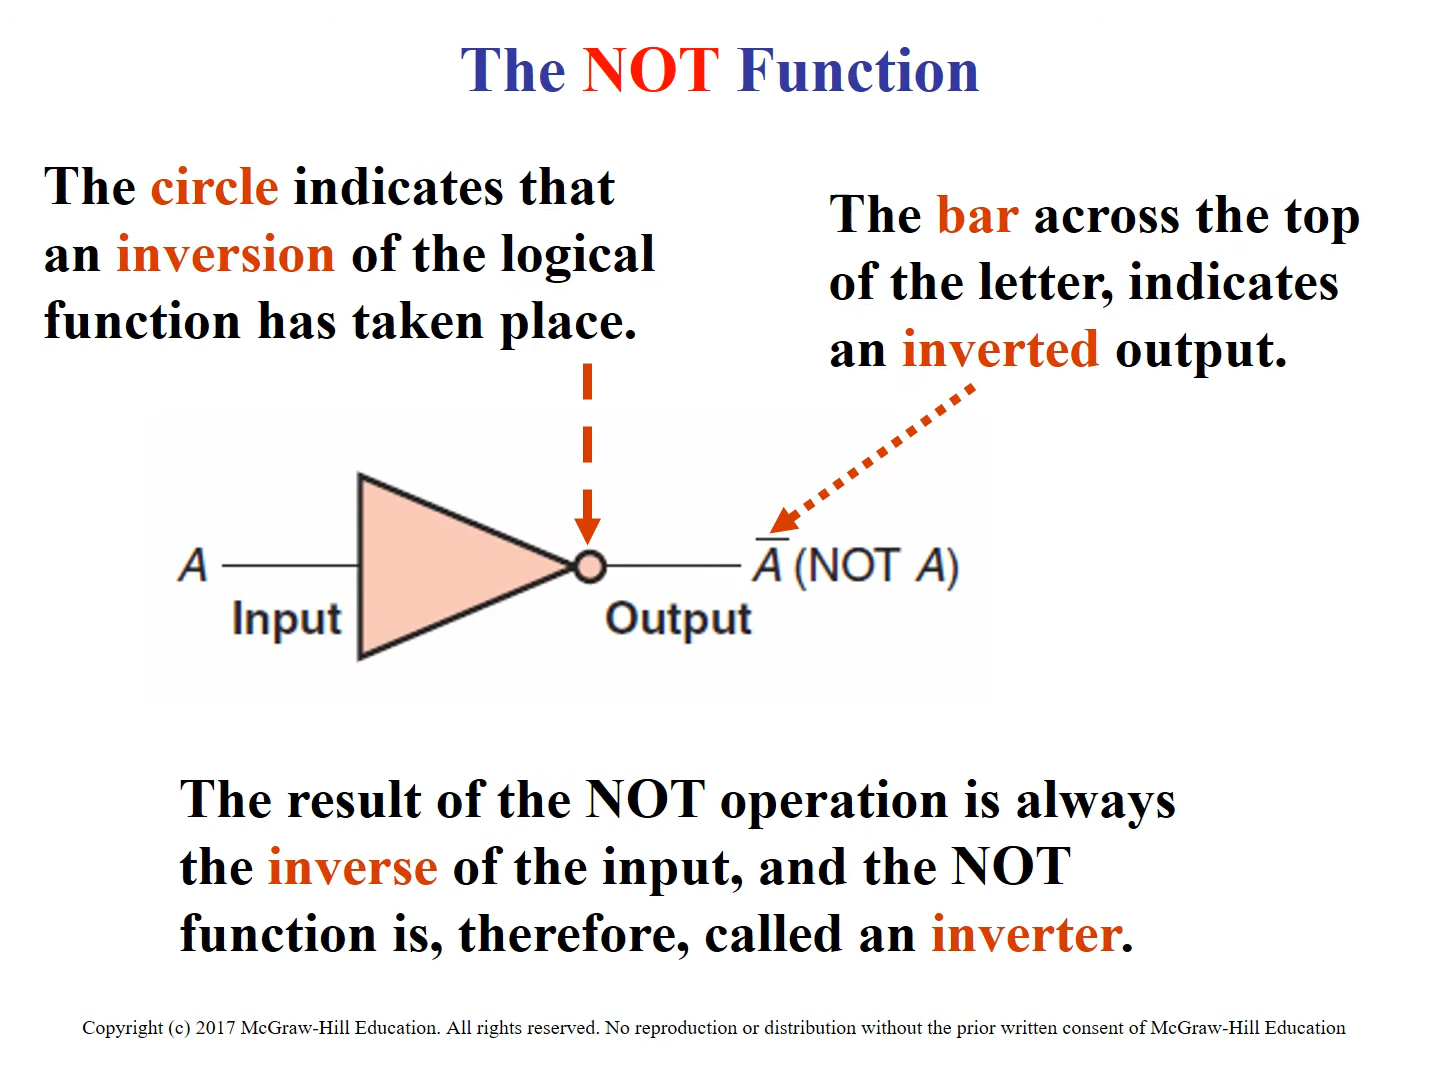 The NOT Function
The circle indicates that
an inversion of the logical
function has taken place.
The bar across the top
of the letter, indicates
an inverted output.
A
Input
Output
A̅ (NOT A)
The result of the NOT operation is always
the inverse of the input, and the NOT
function is, therefore, called an inverter.
Copyright (c) 2017 McGraw-Hill Education. All rights reserved. No reproduction or distribution without the prior written consent of McGraw-Hill Education